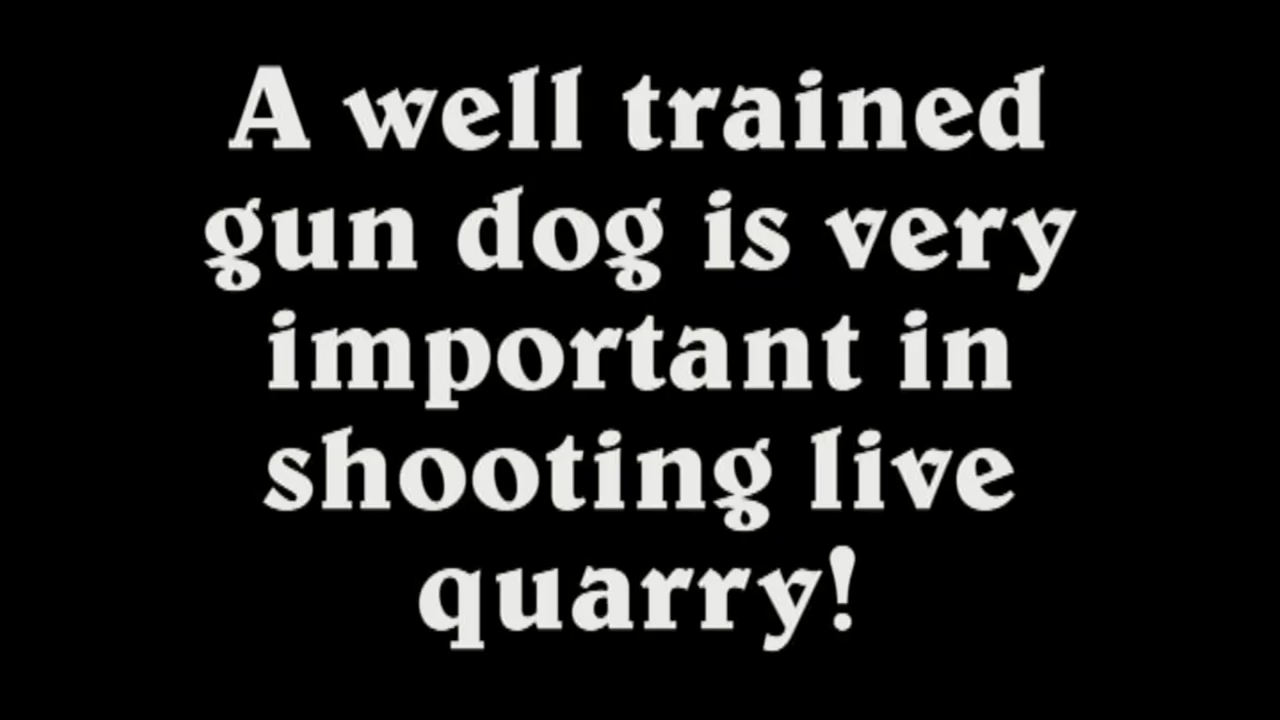 A well trained
gun dog is very
important in
shooting live
quarry!